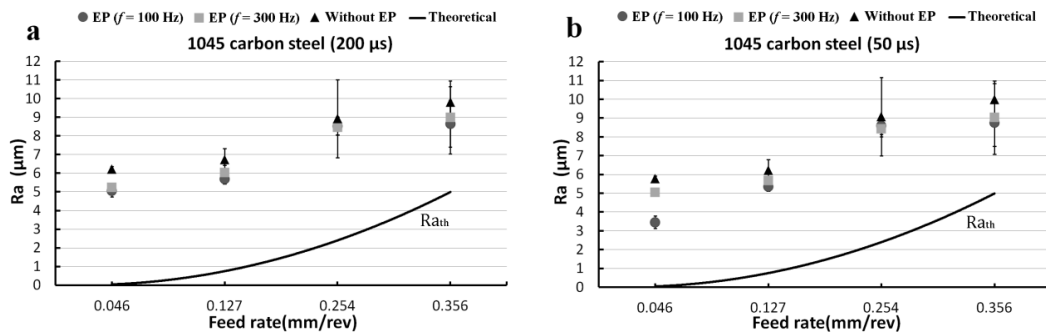 EP (f = 100 Hz) EP (f = 300 Hz) Without EP Theoretical
a
1045 carbon steel (200 µs)
12
11
10
9
8
7
6
5
4
3
2
1
0
Ra (µm)
Rath
0.046 0.127 0.254 0.356
Feed rate(mm/rev)
EP (f = 100 Hz) EP (f = 300 Hz) Without EP Theoretical
b
1045 carbon steel (50 µs)
12
11
10
9
8
7
6
5
4
3
2
1
0
Ra (µm)
Rath
0.046 0.127 0.254 0.356
Feed rate(mm/rev)